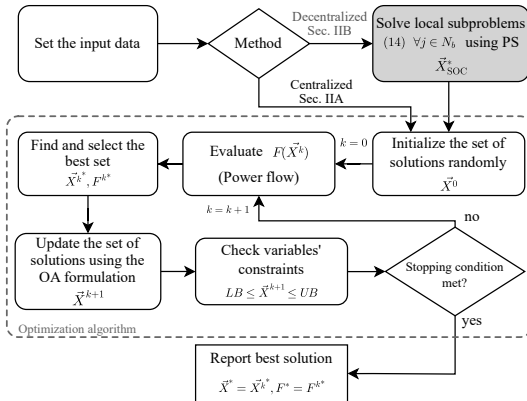 Set the input data
Method
Decentralized
Sec. IIB
Solve local subproblems
(14) ∀j ∈ N_b using PS
X⃗*_SOC
Centralized
Sec. IIA
Find and select the
best set
X⃗^{k*}, F^{k*}
Evaluate F(X⃗^k)
(Power flow)
k = 0
Initialize the set of
solutions randomly
X⃗^0
k = k + 1
no
Update the set of
solutions using the
OA formulation
X⃗^{k+1}
Check variables'
constraints
LB ≤ X⃗^{k+1} ≤ UB
Stopping condition
met?
Optimization algorithm
yes
Report best solution
X⃗* = X⃗^{k*}, F* = F^{k*}